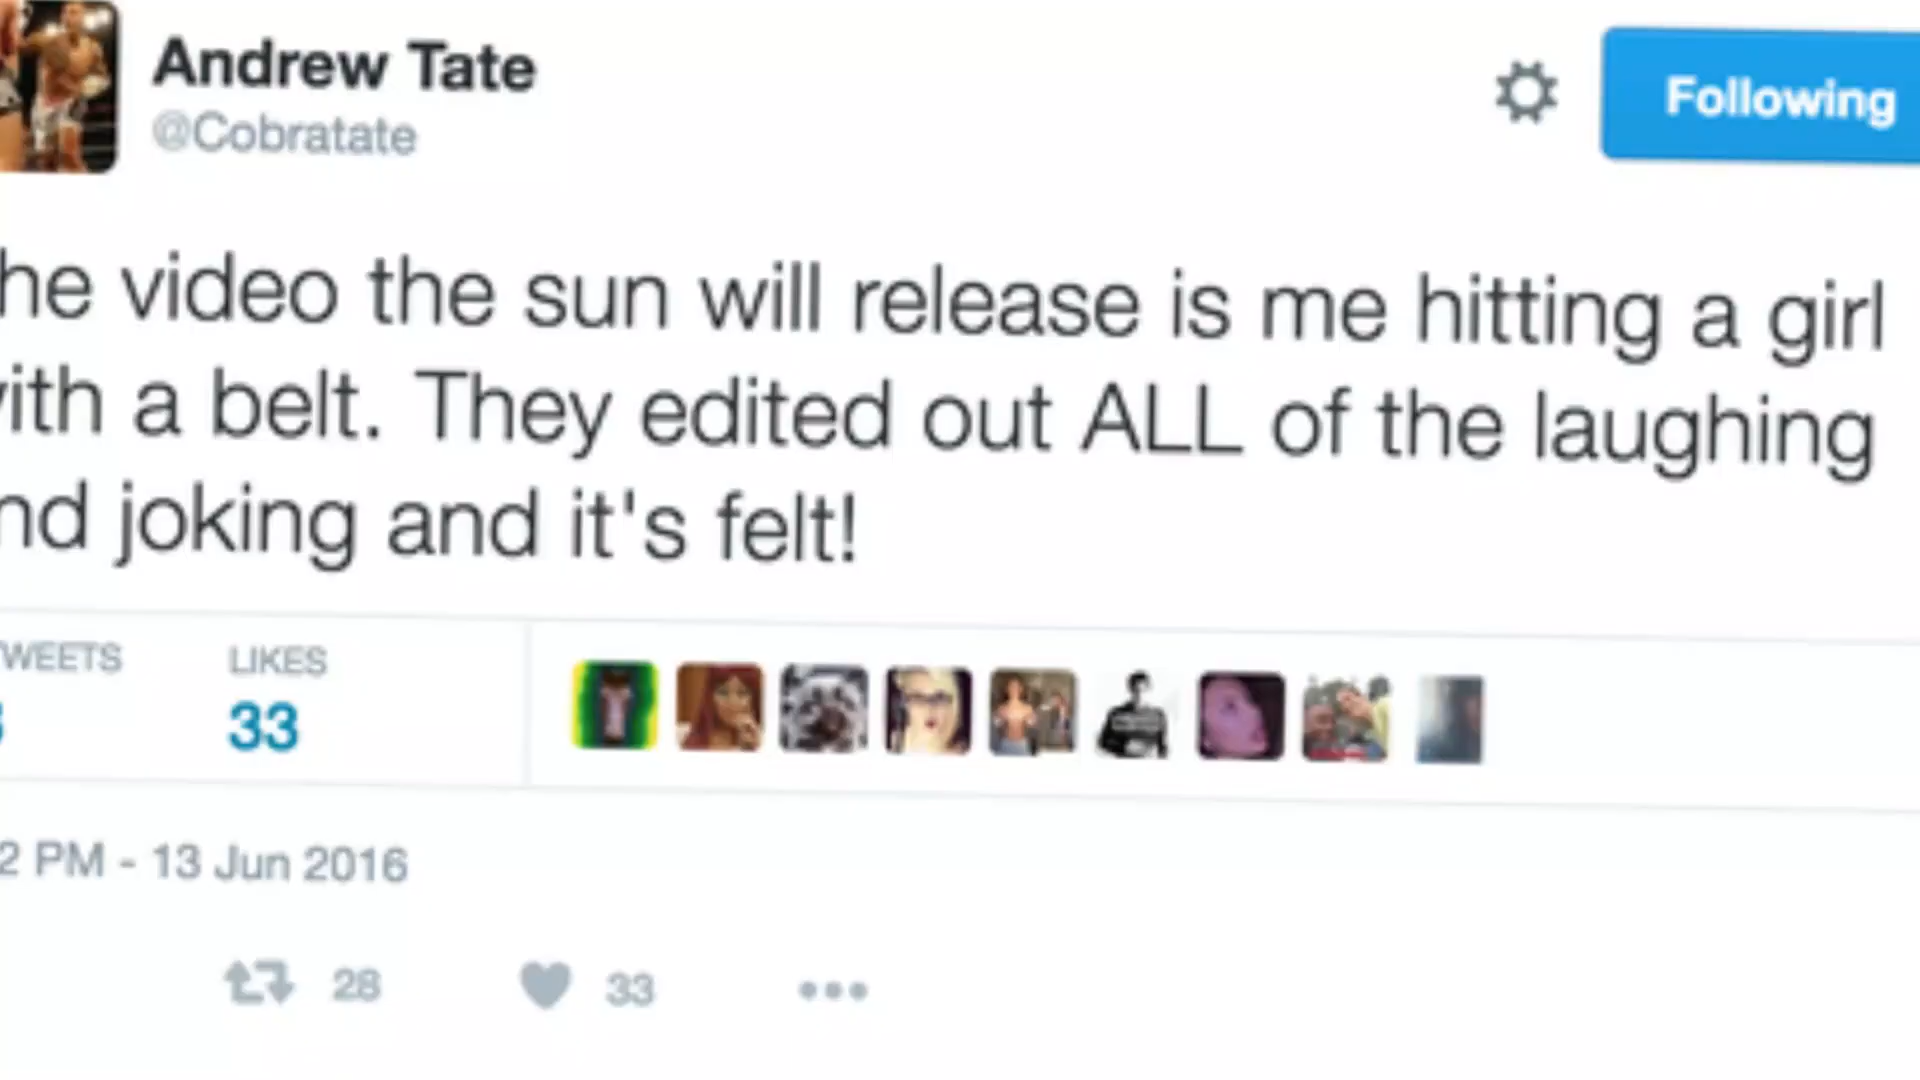 Andrew Tate
@Cobratate
Following
he video the sun will release is me hitting a girl
ith a belt. They edited out ALL of the laughing
nd joking and it's felt!
WEETS
LIKES
33
2 PM - 13 Jun 2016
28
33